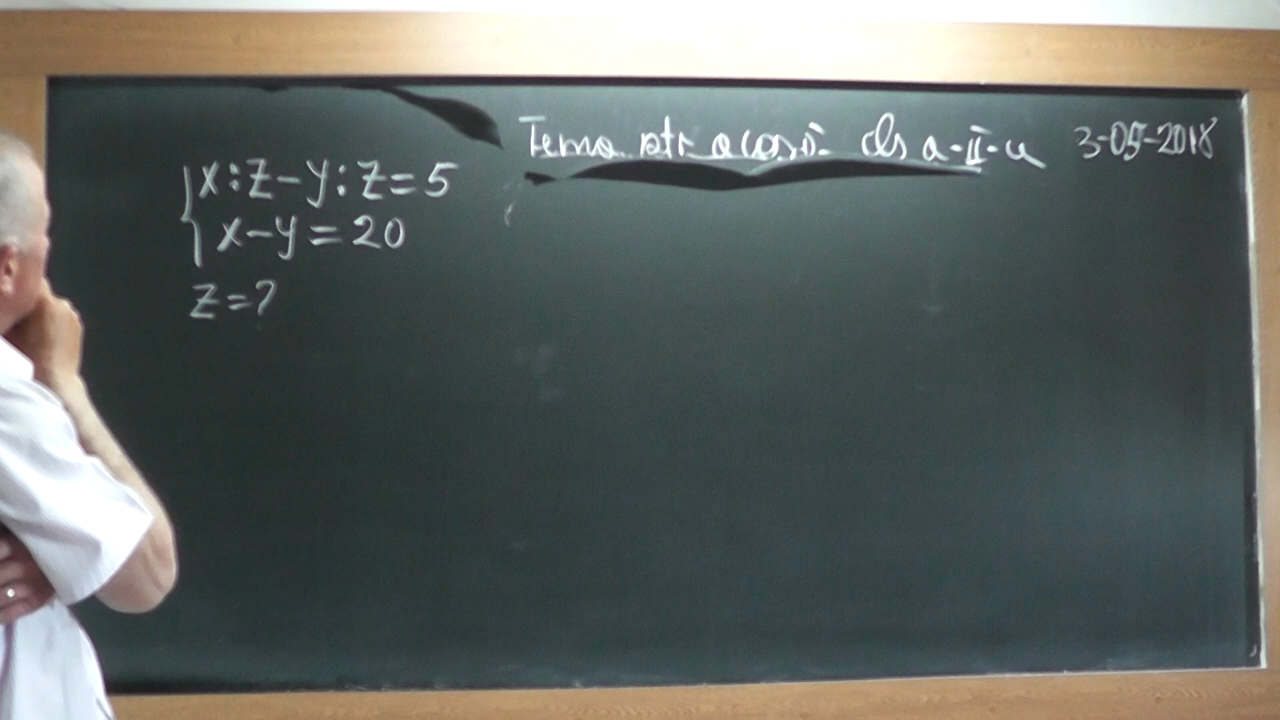 Tema ptr acasă cls a-II-a 3-05-2018
x:z-y:z=5
x-y=20
z=?